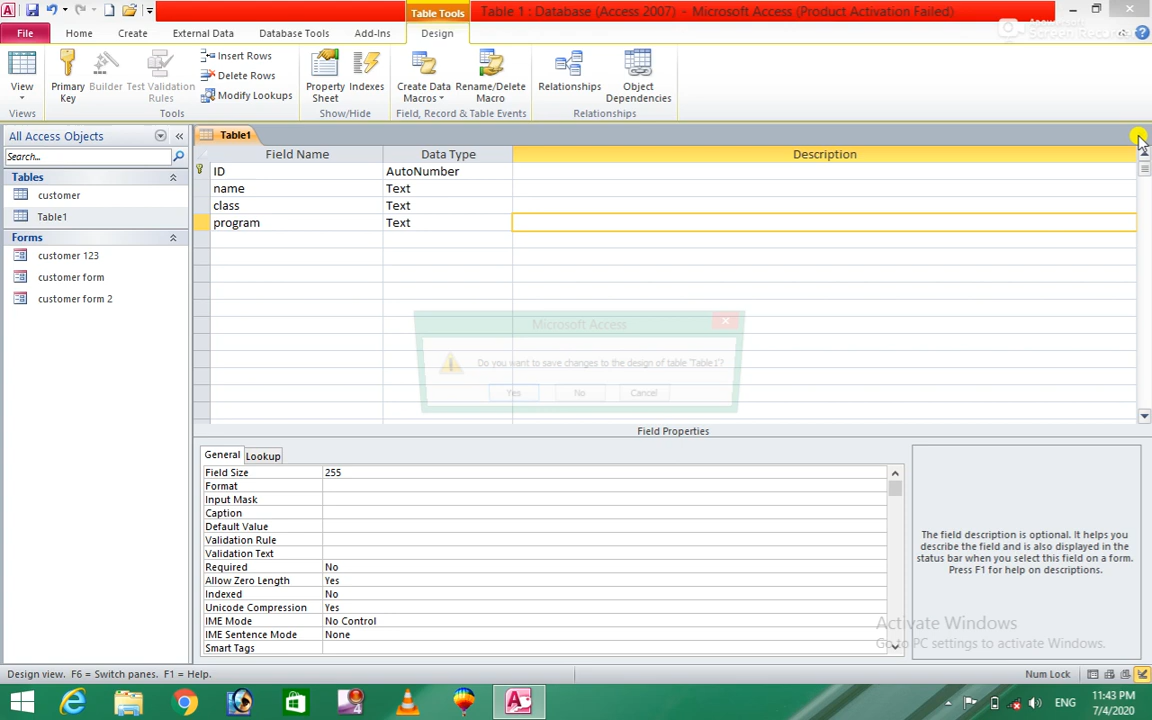 Table Tools
Table 1 : Database (Access 2007) - Microsoft Access (Product Activation Failed)
File
Home
Create
External Data
Database Tools
Add-Ins
Design
View
Primary
Key
Builder
Test Validation
Rules
Insert Rows
Delete Rows
Modify Lookups
Property
Sheet
Indexes
Create Data
Macros
Rename/Delete
Macro
Relationships
Object
Dependencies
Views
Tools
Show/Hide
Field, Record & Table Events
Relationships
All Access Objects
Search...
Tables
customer
Table1
Forms
customer 123
customer form
customer form 2
Table1
Field Name Data Type Description
ID AutoNumber
name Text
class Text
program Text
Microsoft Access
Do you want to save changes to the design of table 'Table1'?
Yes No Cancel
Field Properties
General Lookup
Field Size 255
Format
Input Mask
Caption
Default Value
Validation Rule
Validation Text
Required No
Allow Zero Length Yes
Indexed No
Unicode Compression Yes
IME Mode No Control
IME Sentence Mode None
Smart Tags
The field description is optional. It helps you
describe the field and is also displayed in the
status bar when you select this field on a form.
Press F1 for help on descriptions.
Activate Windows
Go to PC settings to activate Windows.
Design view. F6 = Switch panes. F1 = Help.
Num Lock
ENG
11:43 PM
7/4/2020